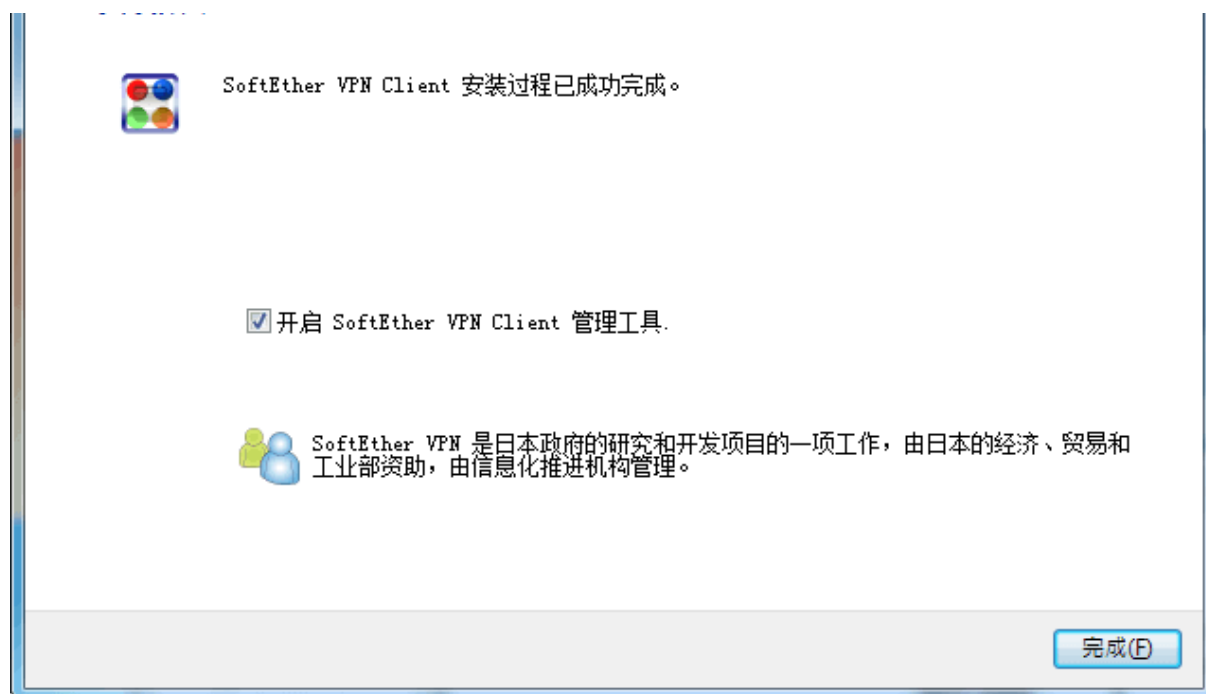 SoftEther VPN Client 安装过程已成功完成。
开启 SoftEther VPN Client 管理工具.
SoftEther VPN 是日本政府的研究和开发项目的一项工作，由日本的经济、贸易和
工业部资助，由信息化推进机构管理。
完成(F)